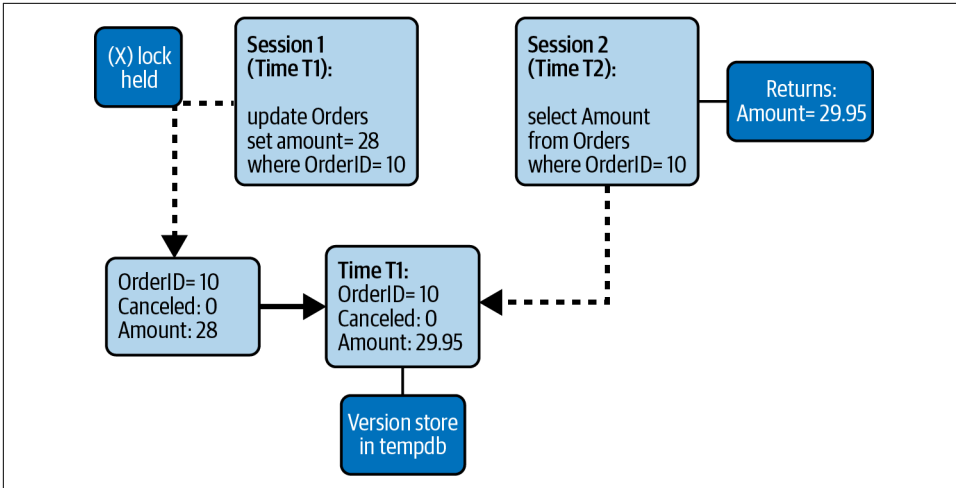 (X) lock
held
Session 1
(Time T1):
update Orders
set amount= 28
where OrderID= 10
Session 2
(Time T2):
select Amount
from Orders
where OrderID= 10
Returns:
Amount= 29.95
OrderID= 10
Canceled: 0
Amount: 28
Time T1:
OrderID= 10
Canceled: 0
Amount: 29.95
Version store
in tempdb